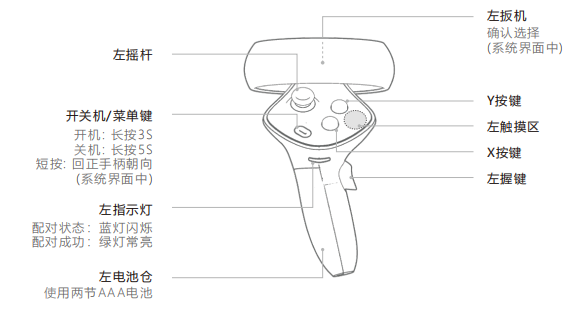 左扳机
确认选择
(系统界面中)
左摇杆
Y按键
开关机/菜单键
开机: 长按3S
关机: 长按5S
短按: 回正手柄朝向
(系统界面中)
左触摸区
X按键
左握键
左指示灯
配对状态：蓝灯闪烁
配对成功：绿灯常亮
左电池仓
使用两节AAA电池